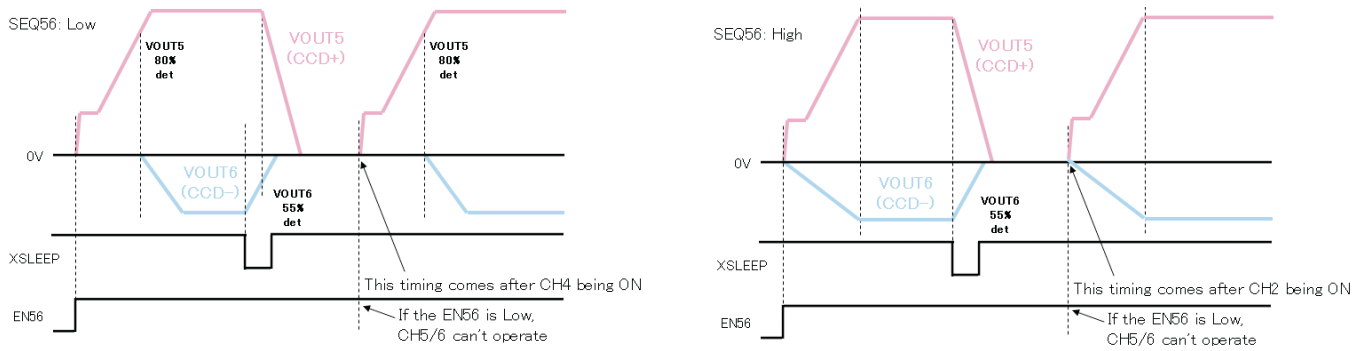 SEQ56: Low
VOUT5
80%
det
VOUT5
(CCD+)
VOUT5
80%
det
0V
VOUT6
(CCD−)
VOUT6
55%
det
XSLEEP
This timing comes after CH4 being ON
EN56
If the EN56 is Low,
CH5/6 can't operate
SEQ56: High
VOUT5
(CCD+)
0V
VOUT6
(CCD−)
VOUT6
55%
det
XSLEEP
This timing comes after CH2 being ON
EN56
If the EN56 is Low,
CH5/6 can't operate